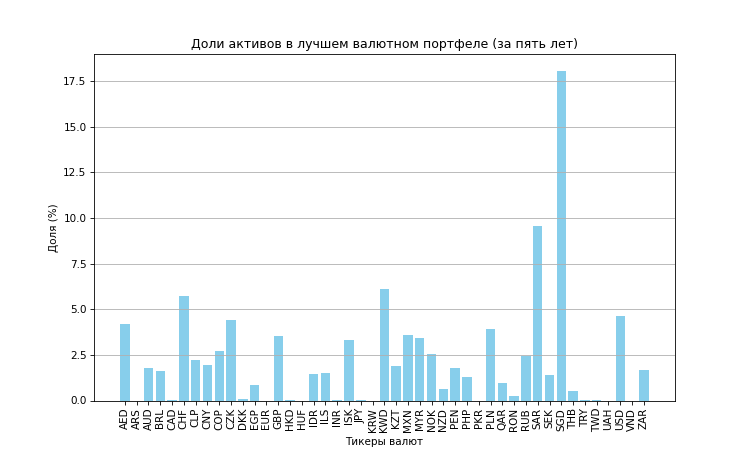 Доли активов в лучшем валютном портфеле (за пять лет)
Доля (%)
17.5
15.0
12.5
10.0
7.5
5.0
2.5
0.0
AED ARS AUD BRL CAD CHF CLP CNY COP CZK DKK EGP EUR GBP HKD HUF IDR ILS INR ISK JPY KRW KWD KZT MXN MYR NOK NZD PEN PHP PKR PLN QAR RON RUB SAR SEK SGD THB TRY TWD UAH USD VND ZAR
Тикеры валют